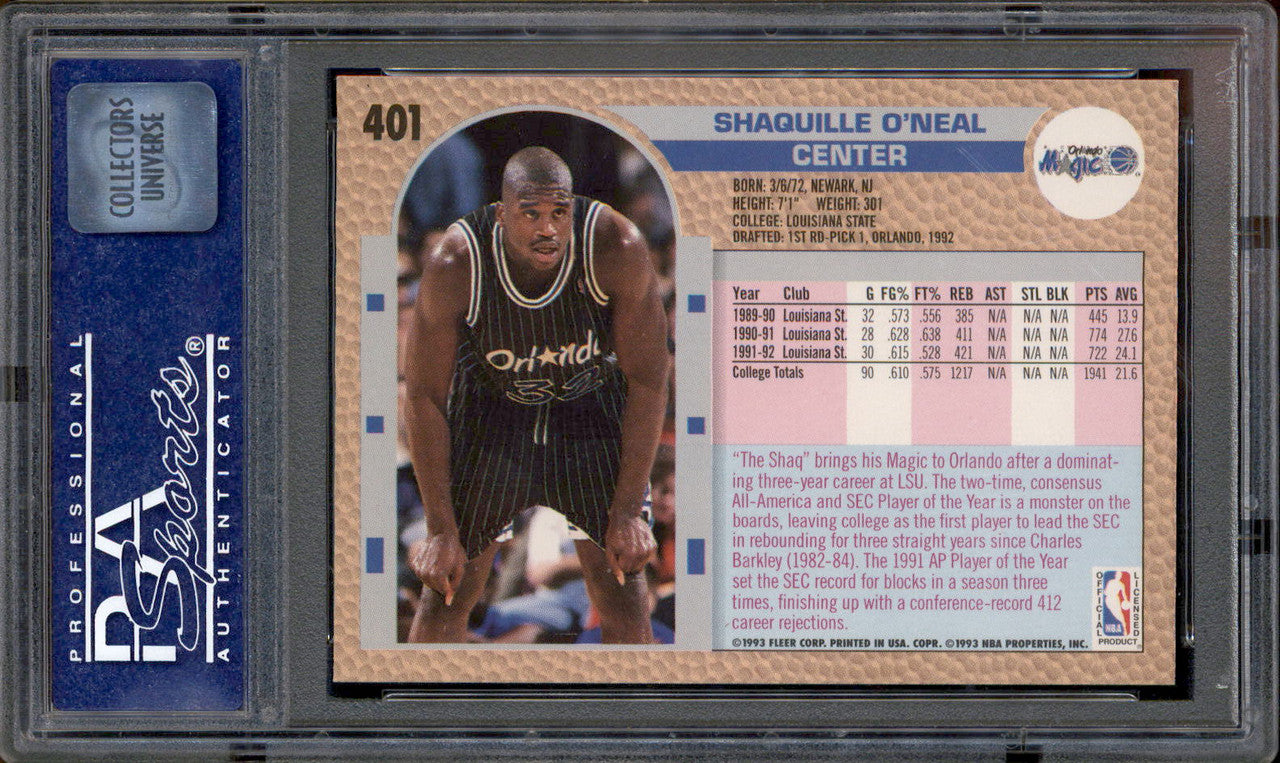 COLLECTORS
UNIVERSE
PROFESSIONAL
PSA
Sports®
AUTHENTICATOR
401
SHAQUILLE O'NEAL
CENTER
Orlando
MAGIC
BORN: 3/6/72, NEWARK, NJ
HEIGHT: 7'1" WEIGHT: 301
COLLEGE: LOUISIANA STATE
DRAFTED: 1ST RD-PICK 1, ORLANDO, 1992
Year Club G FG% FT% REB AST STL BLK PTS AVG
1989-90 Louisiana St. 32 .573 .556 385 N/A N/A N/A 445 13.9
1990-91 Louisiana St. 28 .628 .638 411 N/A N/A N/A 774 27.6
1991-92 Louisiana St. 30 .615 .528 421 N/A N/A N/A 722 24.1
College Totals 90 .610 .575 1217 N/A N/A N/A 1941 21.6
Orlando
32
"The Shaq" brings his Magic to Orlando after a dominat-
ing three-year career at LSU. The two-time, consensus
All-America and SEC Player of the Year is a monster on the
boards, leaving college as the first player to lead the SEC
in rebounding for three straight years since Charles
Barkley (1982-84). The 1991 AP Player of the Year
set the SEC record for blocks in a season three
times, finishing up with a conference-record 412
career rejections.
OFFICIAL
LICENSED
NBA
PRODUCT
©1993 FLEER CORP. PRINTED IN USA. COPR. ©1993 NBA PROPERTIES, INC.